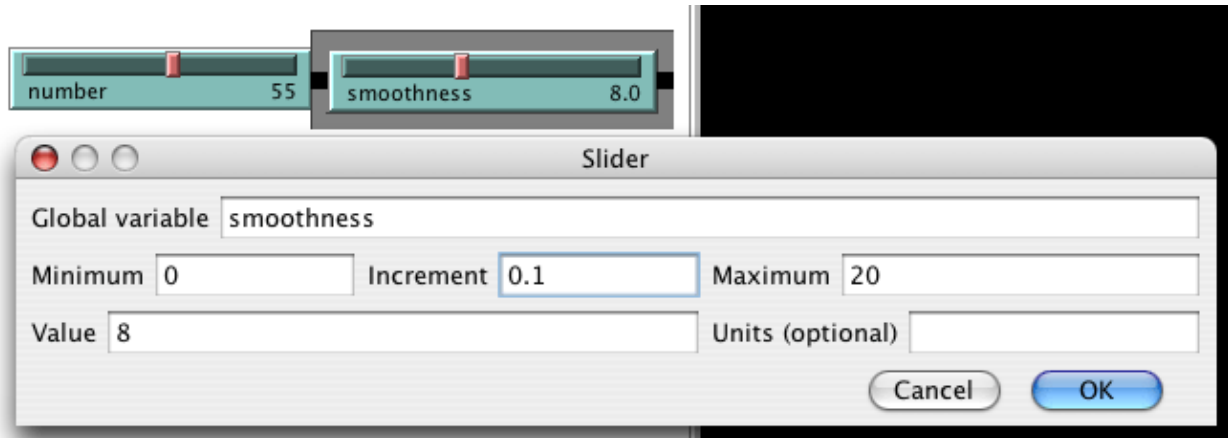 number 55 smoothness 8.0
Slider
Global variable smoothness
Minimum 0 Increment 0.1 Maximum 20
Value 8 Units (optional)
Cancel OK